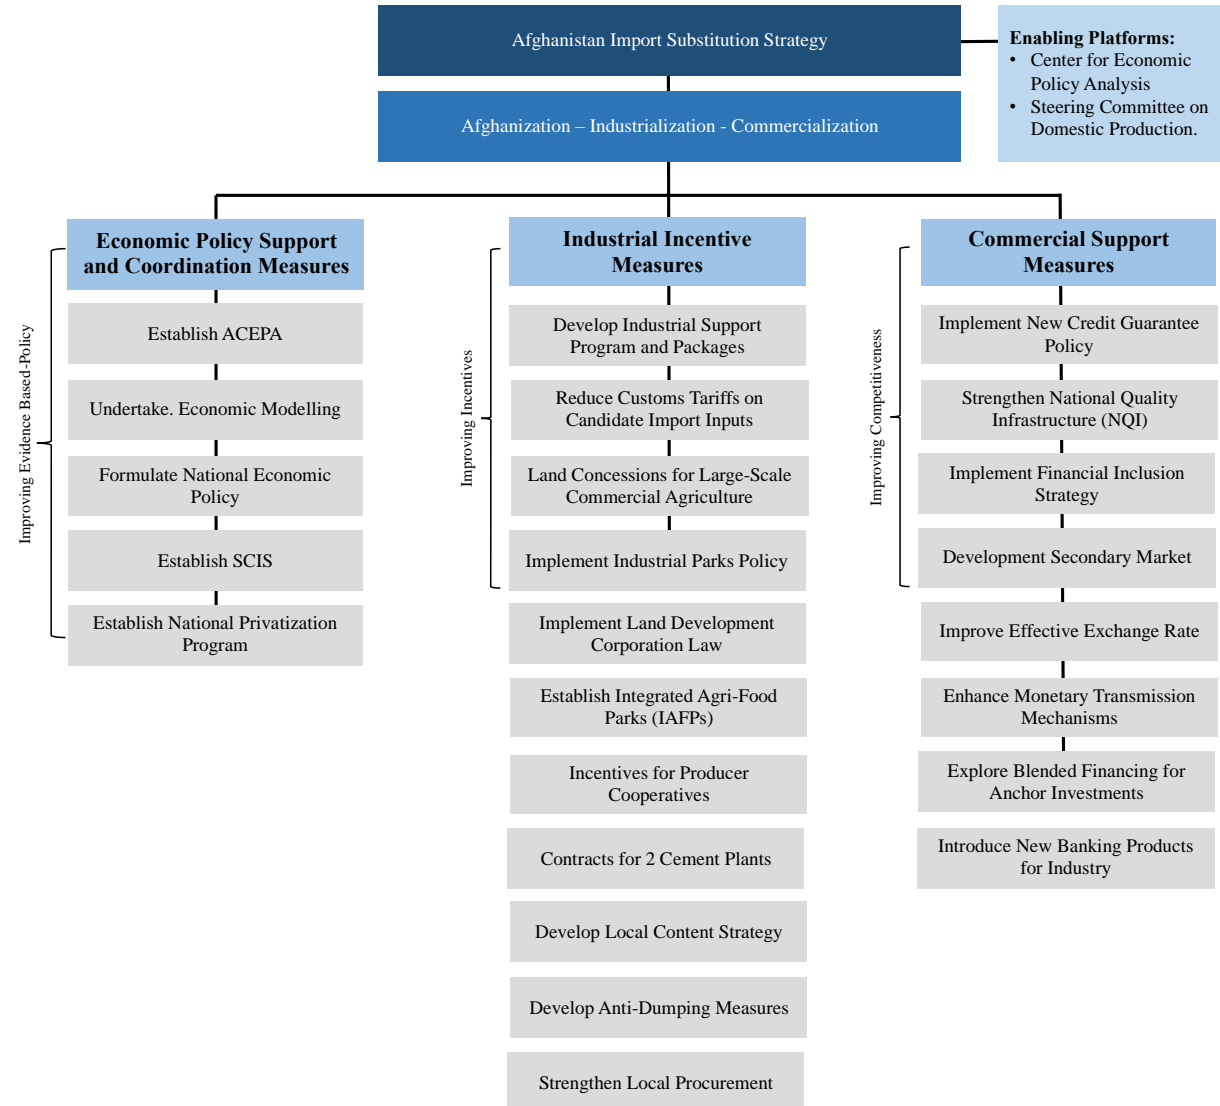 Afghanistan Import Substitution Strategy
Enabling Platforms:
• Center for Economic
Policy Analysis
• Steering Committee on
Domestic Production.
Afghanization – Industrialization - Commercialization
Improving Evidence Based-Policy
Economic Policy Support
and Coordination Measures
Establish ACEPA
Undertake. Economic Modelling
Formulate National Economic
Policy
Establish SCIS
Establish National Privatization
Program
Improving Incentives
Industrial Incentive
Measures
Develop Industrial Support
Program and Packages
Reduce Customs Tariffs on
Candidate Import Inputs
Land Concessions for Large-Scale
Commercial Agriculture
Implement Industrial Parks Policy
Implement Land Development
Corporation Law
Establish Integrated Agri-Food
Parks (IAFPs)
Incentives for Producer
Cooperatives
Contracts for 2 Cement Plants
Develop Local Content Strategy
Develop Anti-Dumping Measures
Strengthen Local Procurement
Improving Competitiveness
Commercial Support
Measures
Implement New Credit Guarantee
Policy
Strengthen National Quality
Infrastructure (NQI)
Implement Financial Inclusion
Strategy
Development Secondary Market
Improve Effective Exchange Rate
Enhance Monetary Transmission
Mechanisms
Explore Blended Financing for
Anchor Investments
Introduce New Banking Products
for Industry